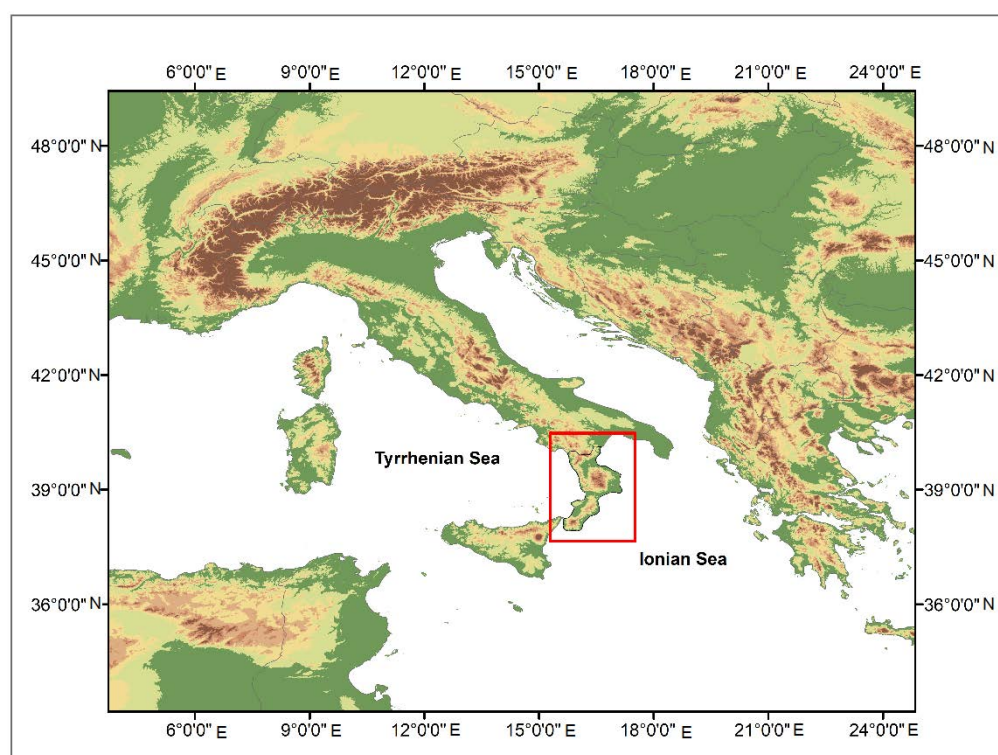 6°0'0" E 9°0'0" E 12°0'0" E 15°0'0" E 18°0'0" E 21°0'0" E 24°0'0" E
48°0'0" N 48°0'0" N
45°0'0" N 45°0'0" N
42°0'0" N 42°0'0" N
Tyrrhenian Sea
39°0'0" N 39°0'0" N
Ionian Sea
36°0'0" N 36°0'0" N
6°0'0" E 9°0'0" E 12°0'0" E 15°0'0" E 18°0'0" E 21°0'0" E 24°0'0" E